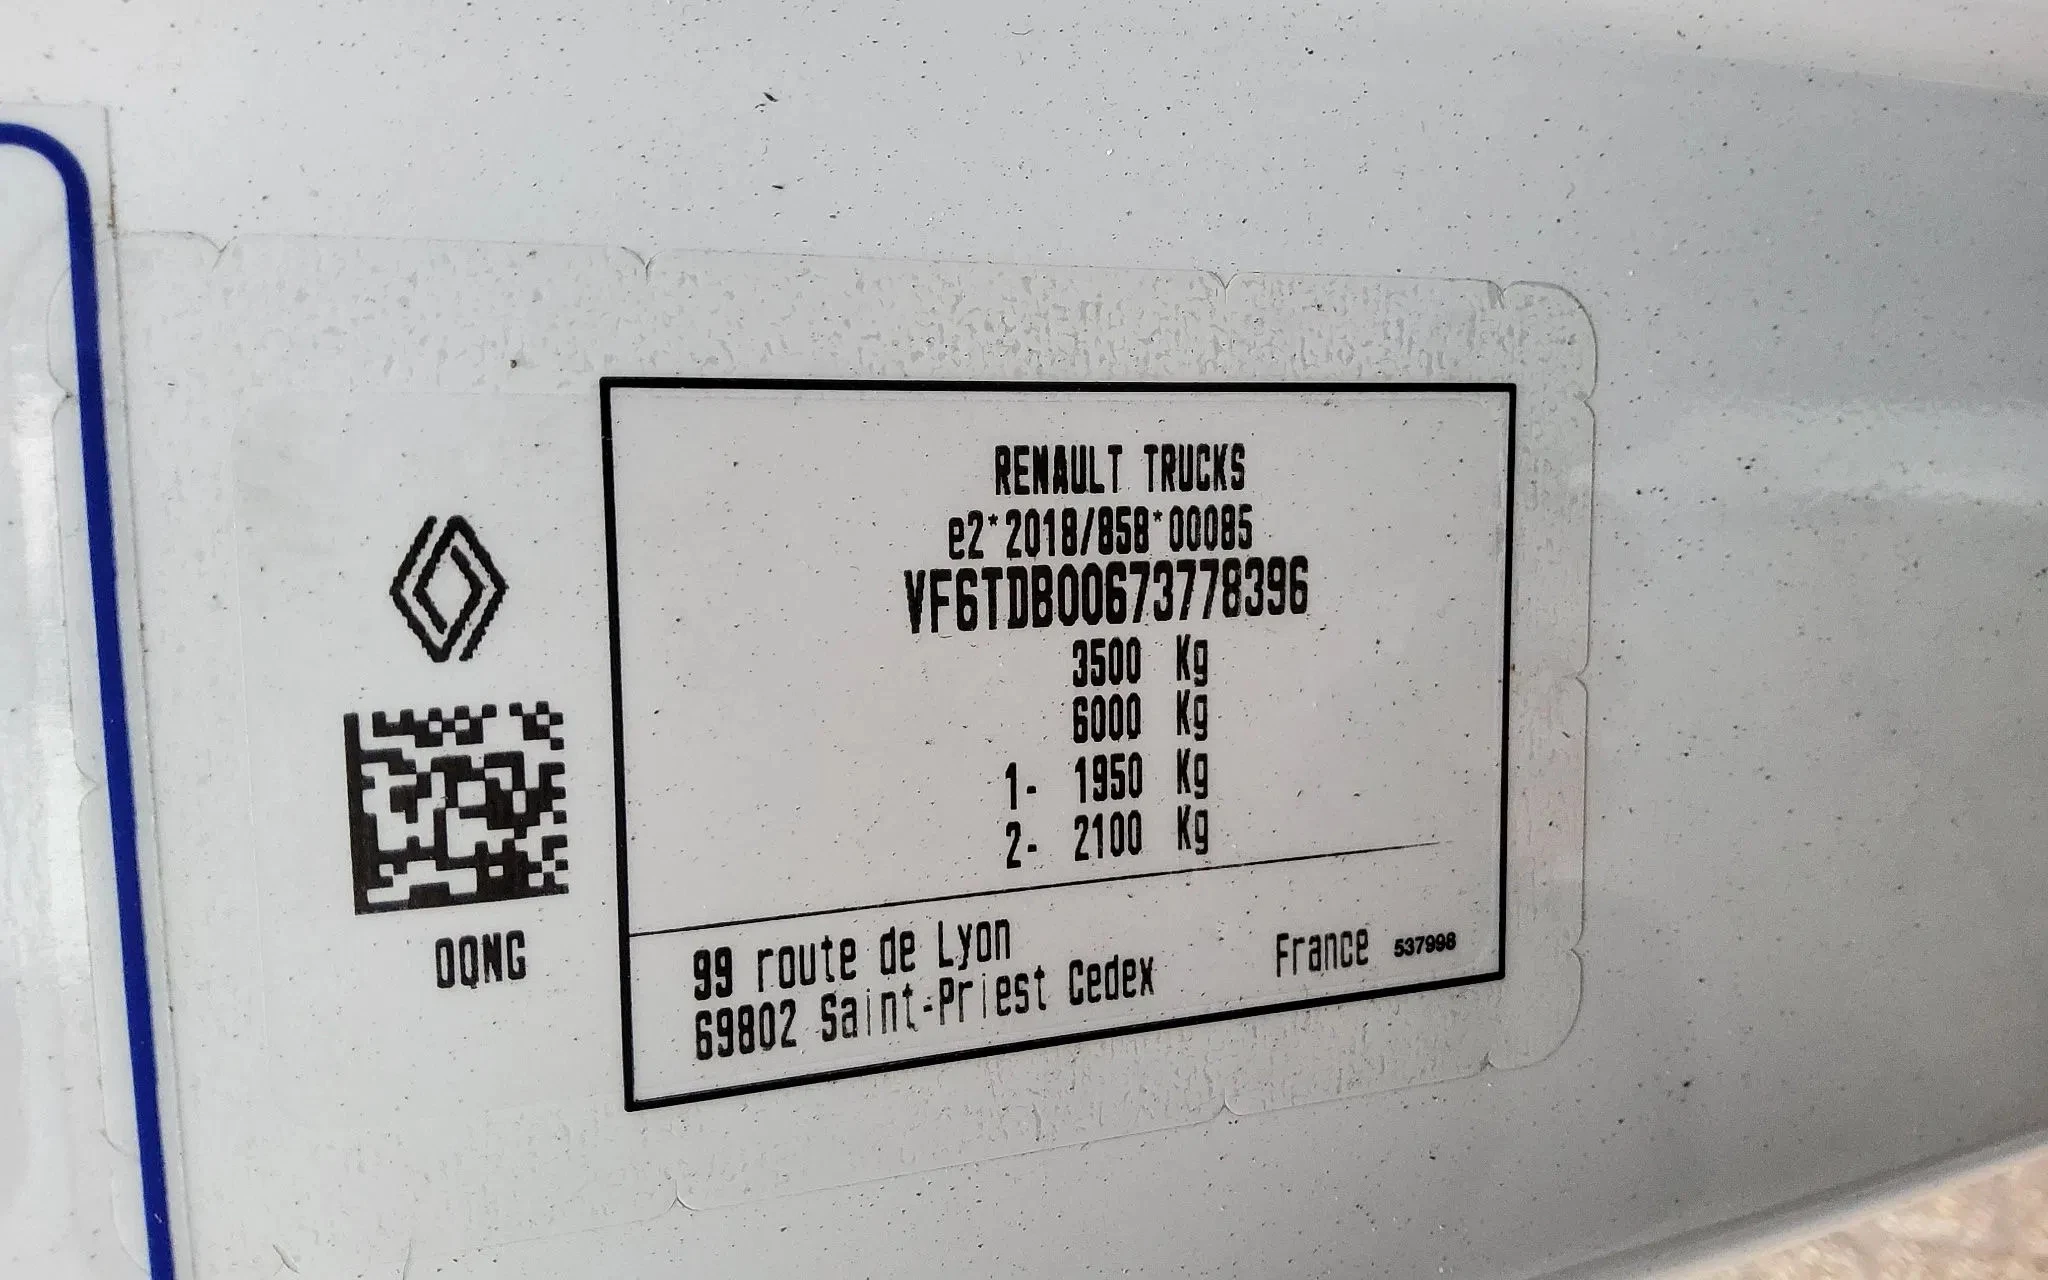 RENAULT TRUCKS
e2*2018/858*00085
VF6TDB00673778396
3500 Kg
6000 Kg
1- 1950 Kg
2- 2100 Kg
OQNG
99 route de Lyon
69802 Saint-Priest Cedex
France 537998